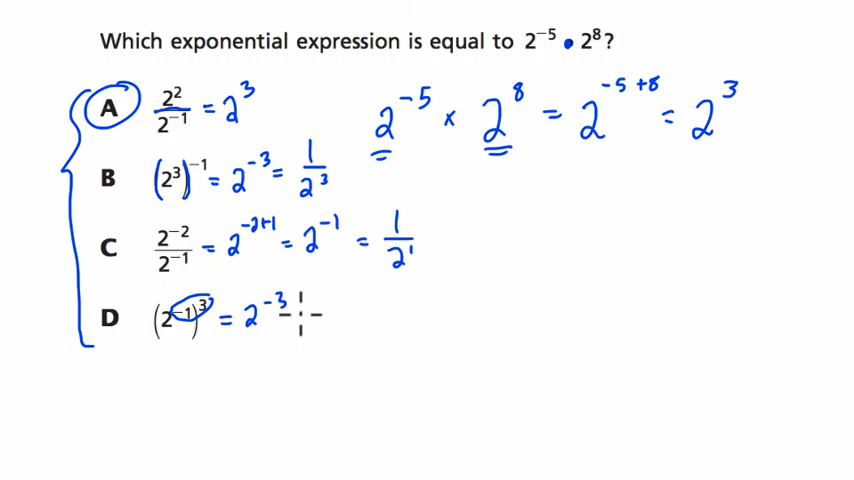 Which exponential expression is equal to 2⁻⁵ • 2⁸?
2⁻⁵ × 2⁸ = 2⁻⁵⁺⁸ = 2³
A 2²/2⁻¹ = 2³
B (2³)⁻¹ = 2⁻³ = 1/2³
C 2⁻²/2⁻¹ = 2⁻²⁺¹ = 2⁻¹ = 1/2¹
D (2⁻¹)³ = 2⁻³